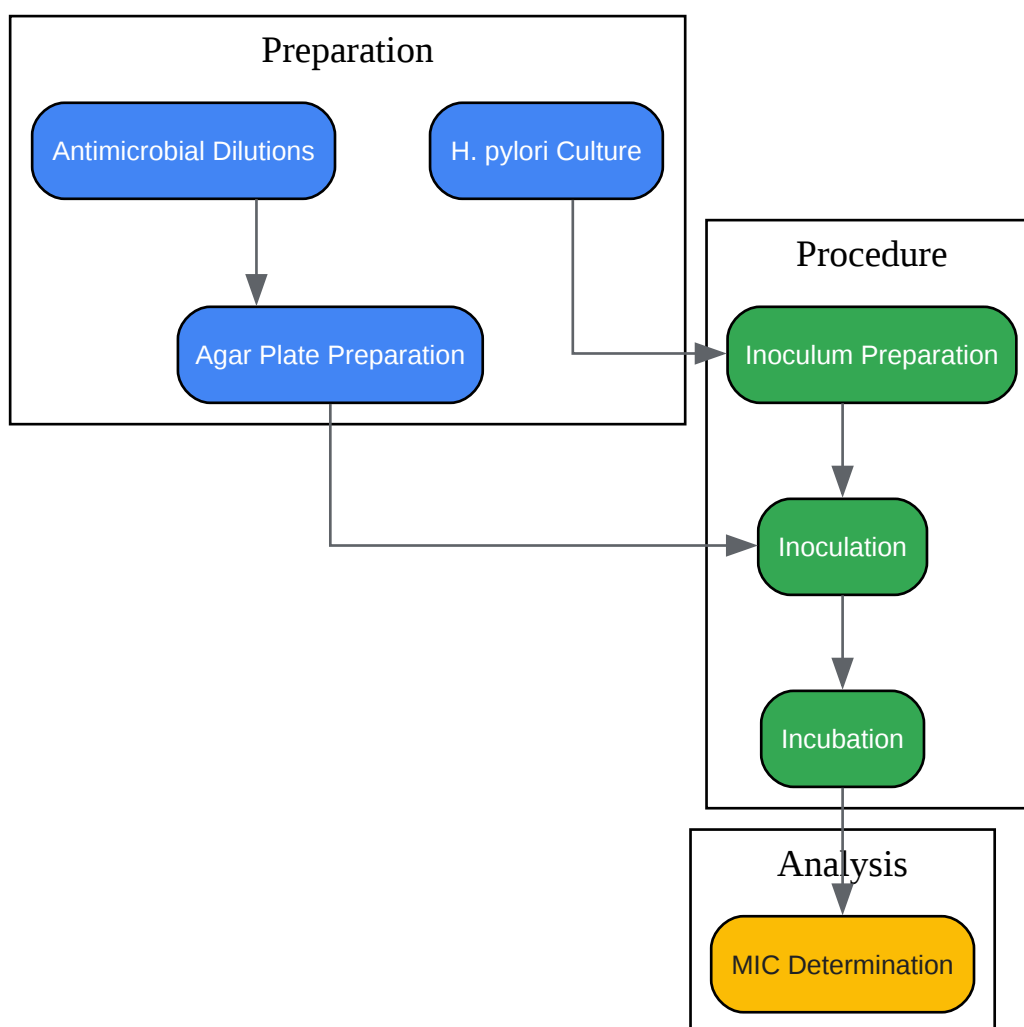 Preparation
Antimicrobial Dilutions
H. pylori Culture
Agar Plate Preparation
Procedure
Inoculum Preparation
Inoculation
Incubation
Analysis
MIC Determination